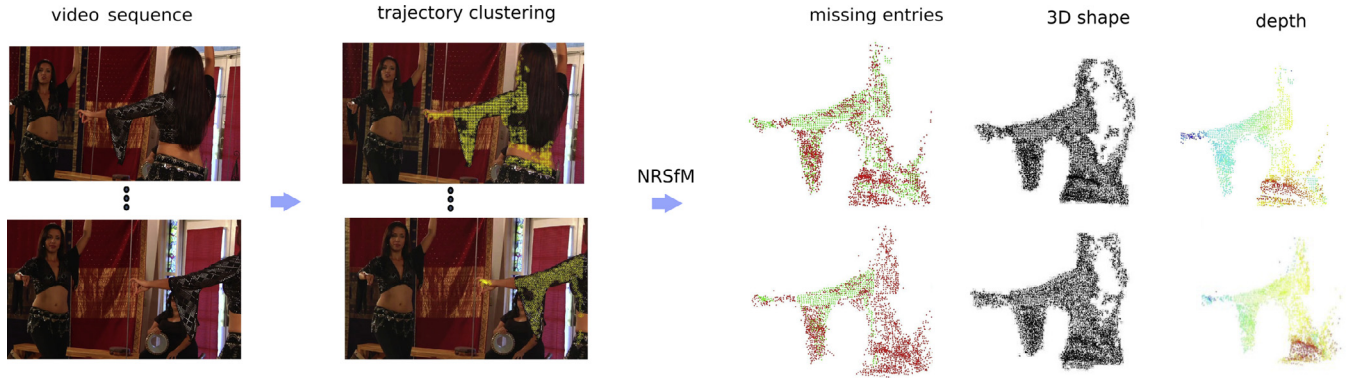 video sequence
trajectory clustering
missing entries
3D shape
depth
NRSfM